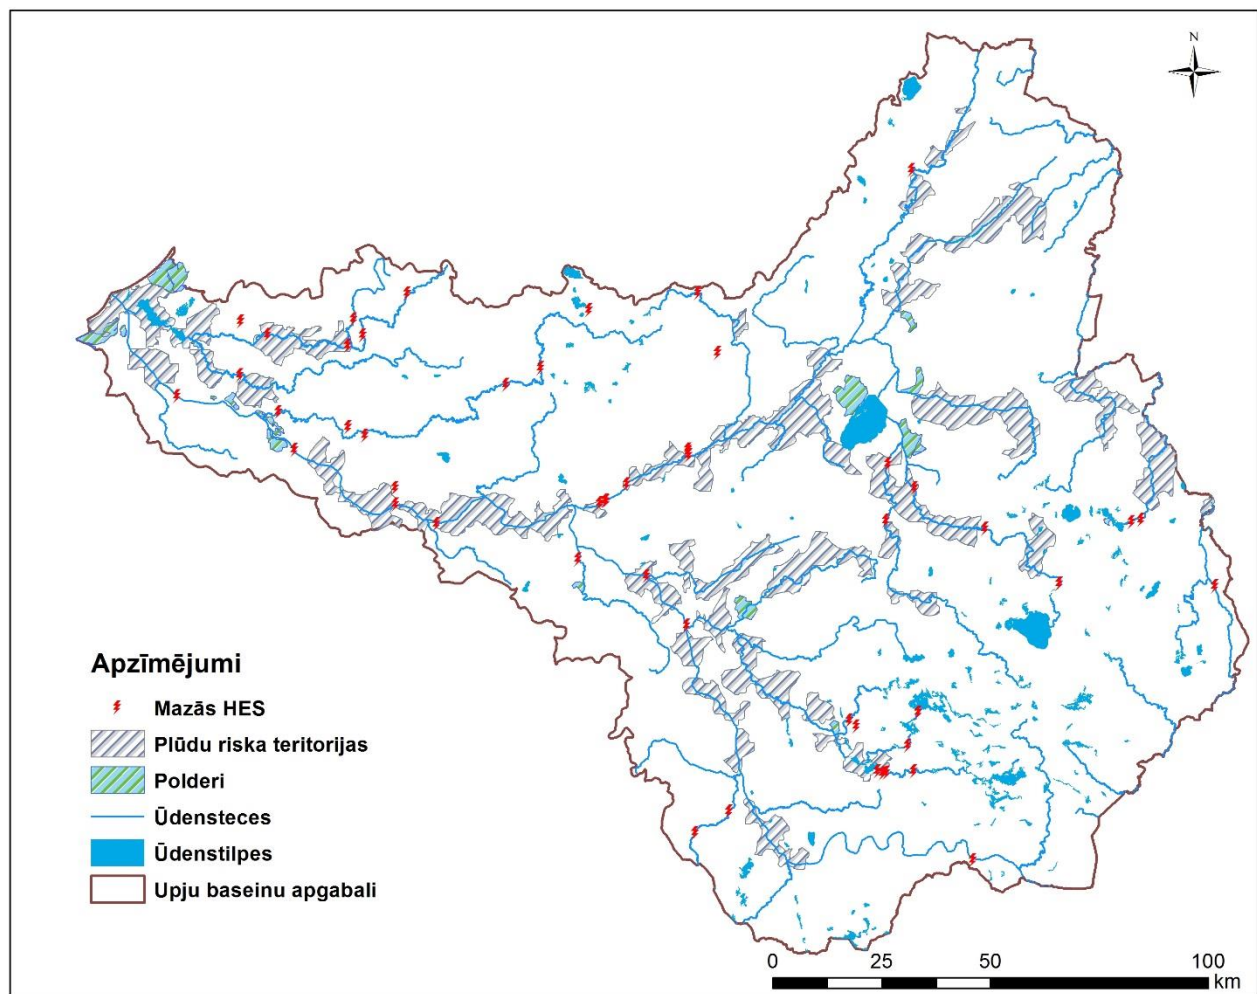 N
Apzīmējumi
Mazās HES
Plūdu riska teritorijas
Polderi
Ūdensteces
Ūdenstilpes
Upju baseinu apgabali
0 25 50 100
km